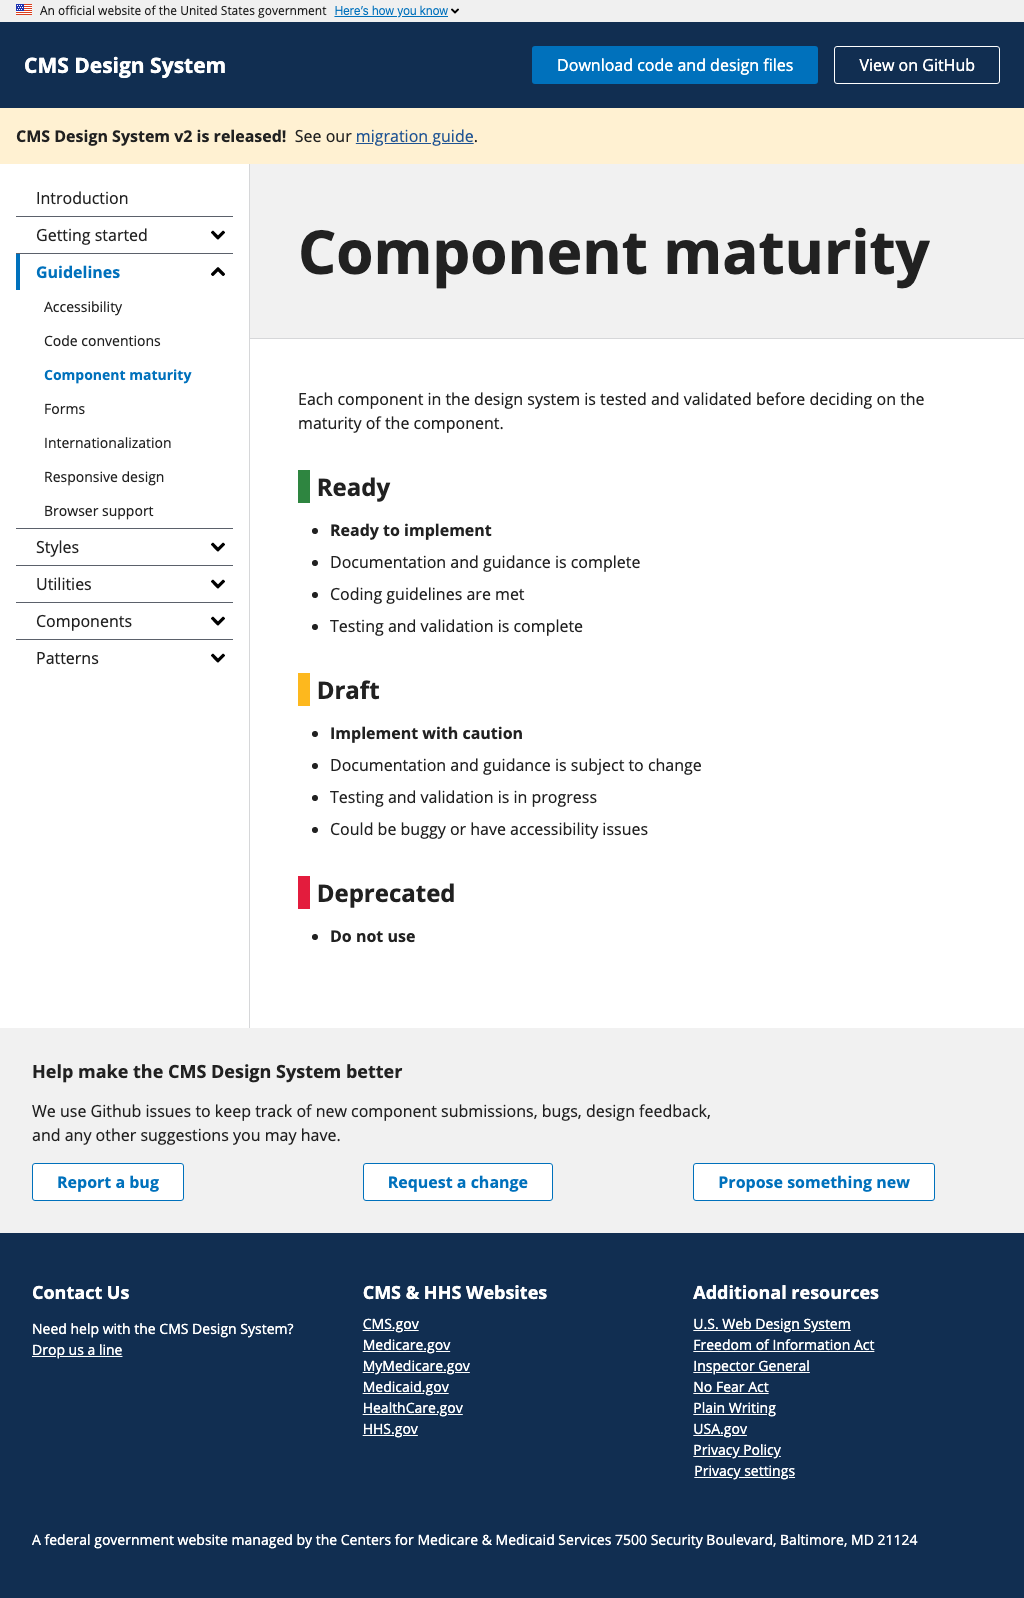 An official website of the United States government Here's how you know
CMS Design System
Download code and design files
View on GitHub
CMS Design System v2 is released! See our migration guide.
Introduction
Getting started
Guidelines
Accessibility
Code conventions
Component maturity
Forms
Internationalization
Responsive design
Browser support
Styles
Utilities
Components
Patterns
Component maturity
Each component in the design system is tested and validated before deciding on the
maturity of the component.
Ready
Ready to implement
Documentation and guidance is complete
Coding guidelines are met
Testing and validation is complete
Draft
Implement with caution
Documentation and guidance is subject to change
Testing and validation is in progress
Could be buggy or have accessibility issues
Deprecated
Do not use
Help make the CMS Design System better
We use Github issues to keep track of new component submissions, bugs, design feedback,
and any other suggestions you may have.
Report a bug
Request a change
Propose something new
Contact Us
Need help with the CMS Design System?
Drop us a line
CMS & HHS Websites
CMS.gov
Medicare.gov
MyMedicare.gov
Medicaid.gov
HealthCare.gov
HHS.gov
Additional resources
U.S. Web Design System
Freedom of Information Act
Inspector General
No Fear Act
Plain Writing
USA.gov
Privacy Policy
Privacy settings
A federal government website managed by the Centers for Medicare & Medicaid Services 7500 Security Boulevard, Baltimore, MD 21124